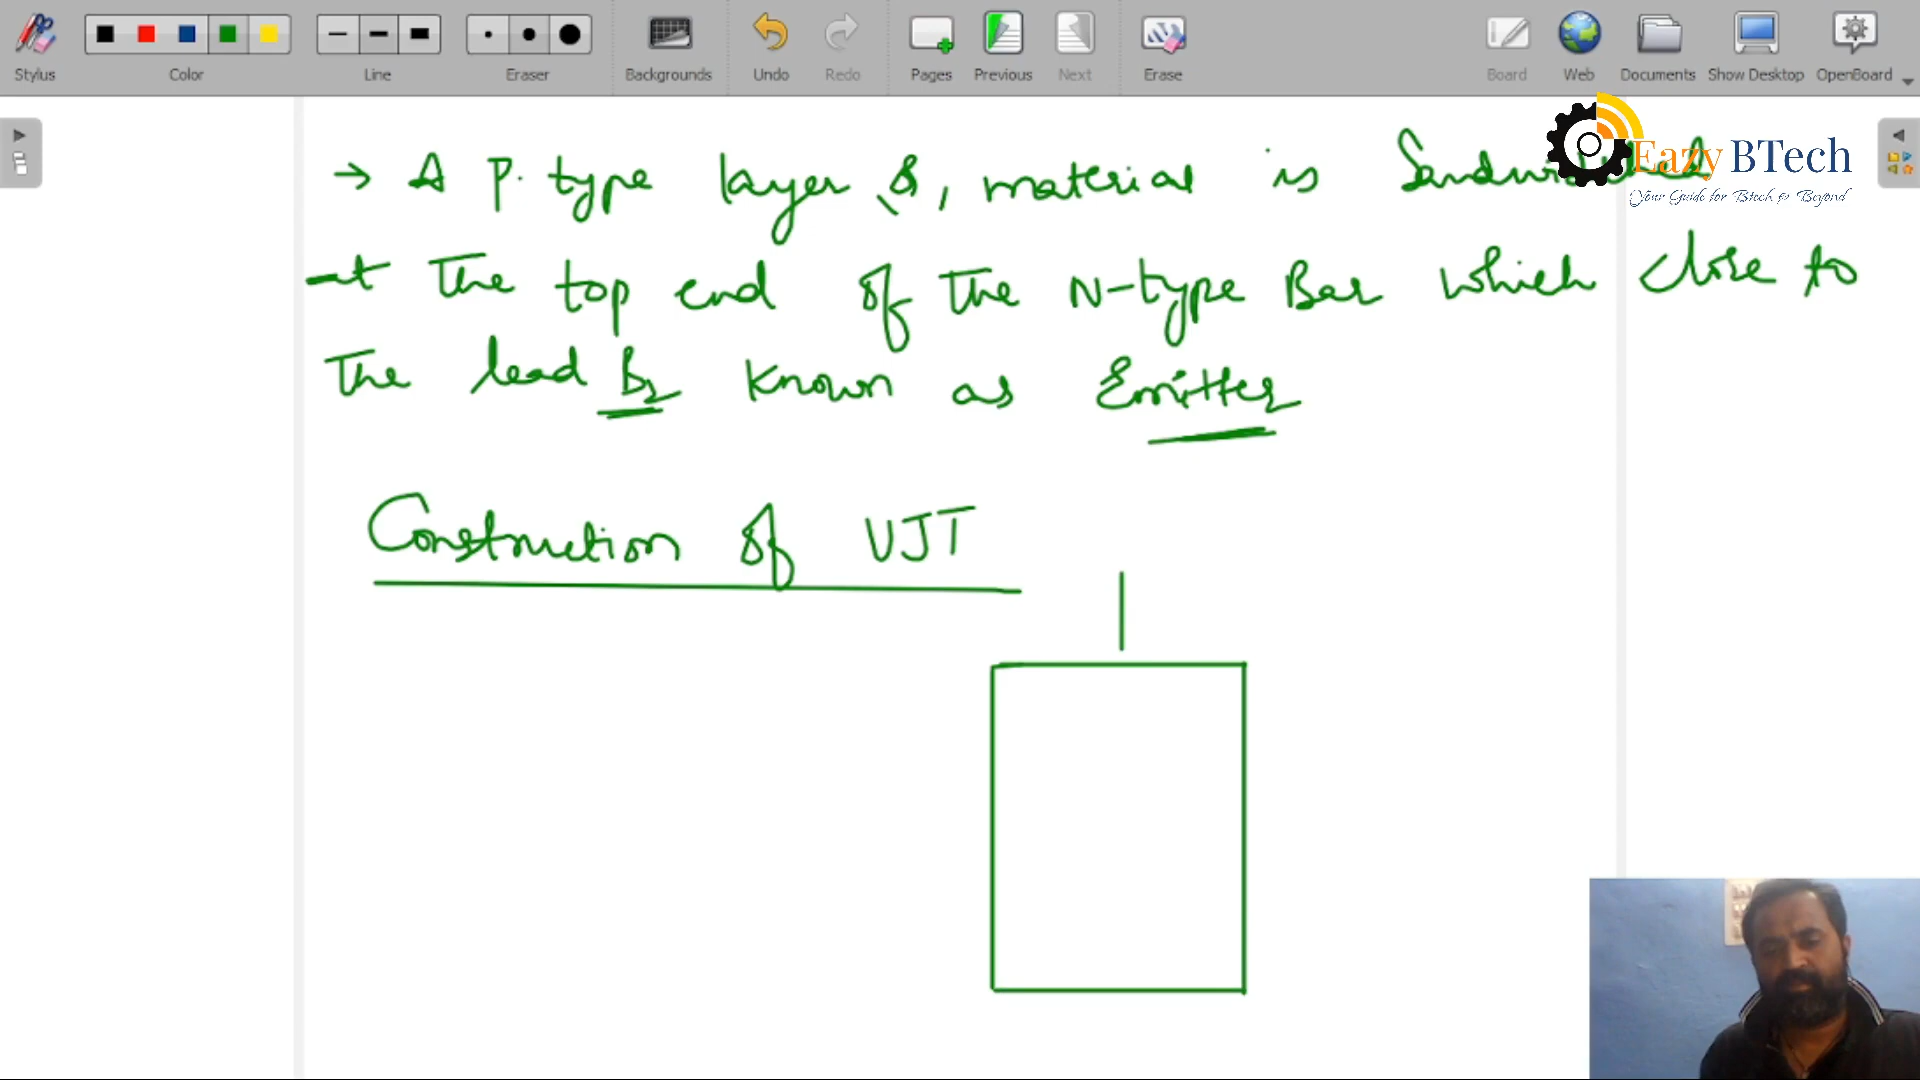 Stylus Color Line Eraser Backgrounds Undo Redo Pages Previous Next Erase Board Web Documents Show Desktop OpenBoard
Eazy BTech
Your Guide for Btech & Beyond
→ A P. type layer of, material is
at The top end of the N-type Bar which close to
The lead B2 known as Emitter
Construction of UJT